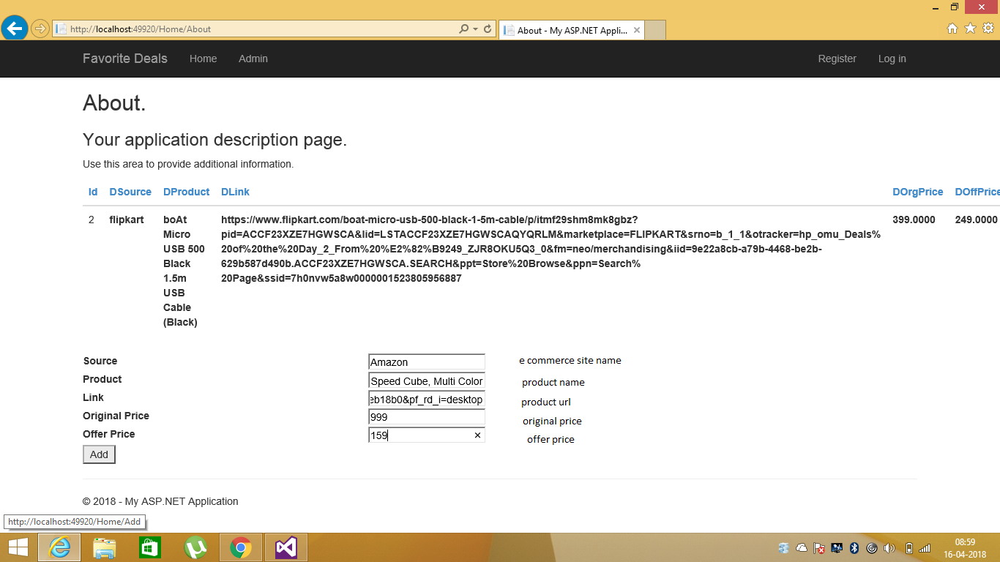 http://localhost:49920/Home/About
About - My ASP.NET Appli...
Favorite Deals Home Admin Register Log in
About.
Your application description page.
Use this area to provide additional information.
Id DSource DProduct DLink DOrgPrice DOffPrice
2 flipkart boAt Micro USB 500 Black 1.5m USB Cable (Black)
https://www.flipkart.com/boat-micro-usb-500-black-1-5m-cable/p/itmf29shm8mk8gbz?
pid=ACCF23XZE7HGWSCA&lid=LSTACCF23XZE7HGWSCAQYQRLM&marketplace=FLIPKART&srno=b_1_1&otracker=hp_omu_Deals%
20of%20the%20Day_2_From%20%E2%82%B9249_ZJR8OKU5Q3_0&fm=neo/merchandising&iid=9e22a8cb-a79b-4468-be2b-
629b587d490b.ACCF23XZE7HGWSCA.SEARCH&ppt=Store%20Browse&ppn=Search%
20Page&ssid=7h0nvw5a8w0000001523805956887
399.0000 249.0000
Source Amazon e commerce site name
Product Speed Cube, Multi Color product name
Link eb18b0&pf_rd_i=desktop product url
Original Price 999 original price
Offer Price 159 offer price
Add
© 2018 - My ASP.NET Application
http://localhost:49920/Home/Add
08:59
16-04-2018